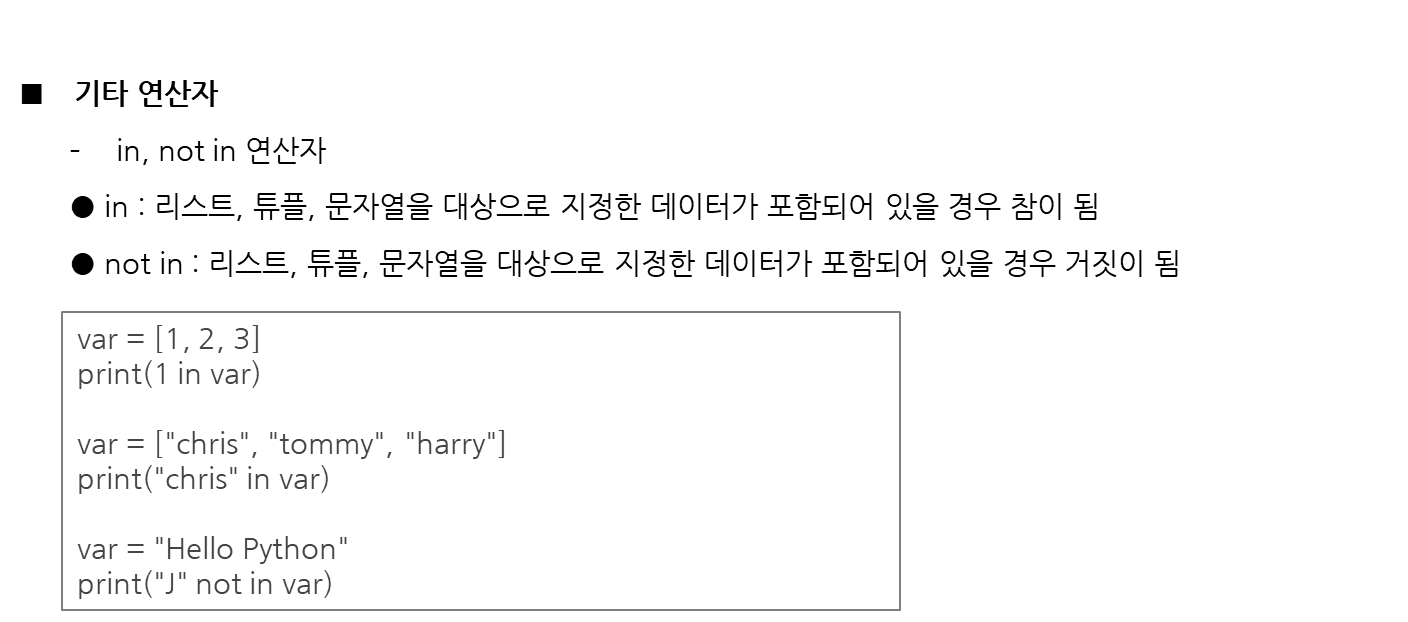 ■ 기타 연산자
- in, not in 연산자
● in : 리스트, 튜플, 문자열을 대상으로 지정한 데이터가 포함되어 있을 경우 참이 됨
● not in : 리스트, 튜플, 문자열을 대상으로 지정한 데이터가 포함되어 있을 경우 거짓이 됨
var = [1, 2, 3]
print(1 in var)
var = ["chris", "tommy", "harry"]
print("chris" in var)
var = "Hello Python"
print("J" not in var)